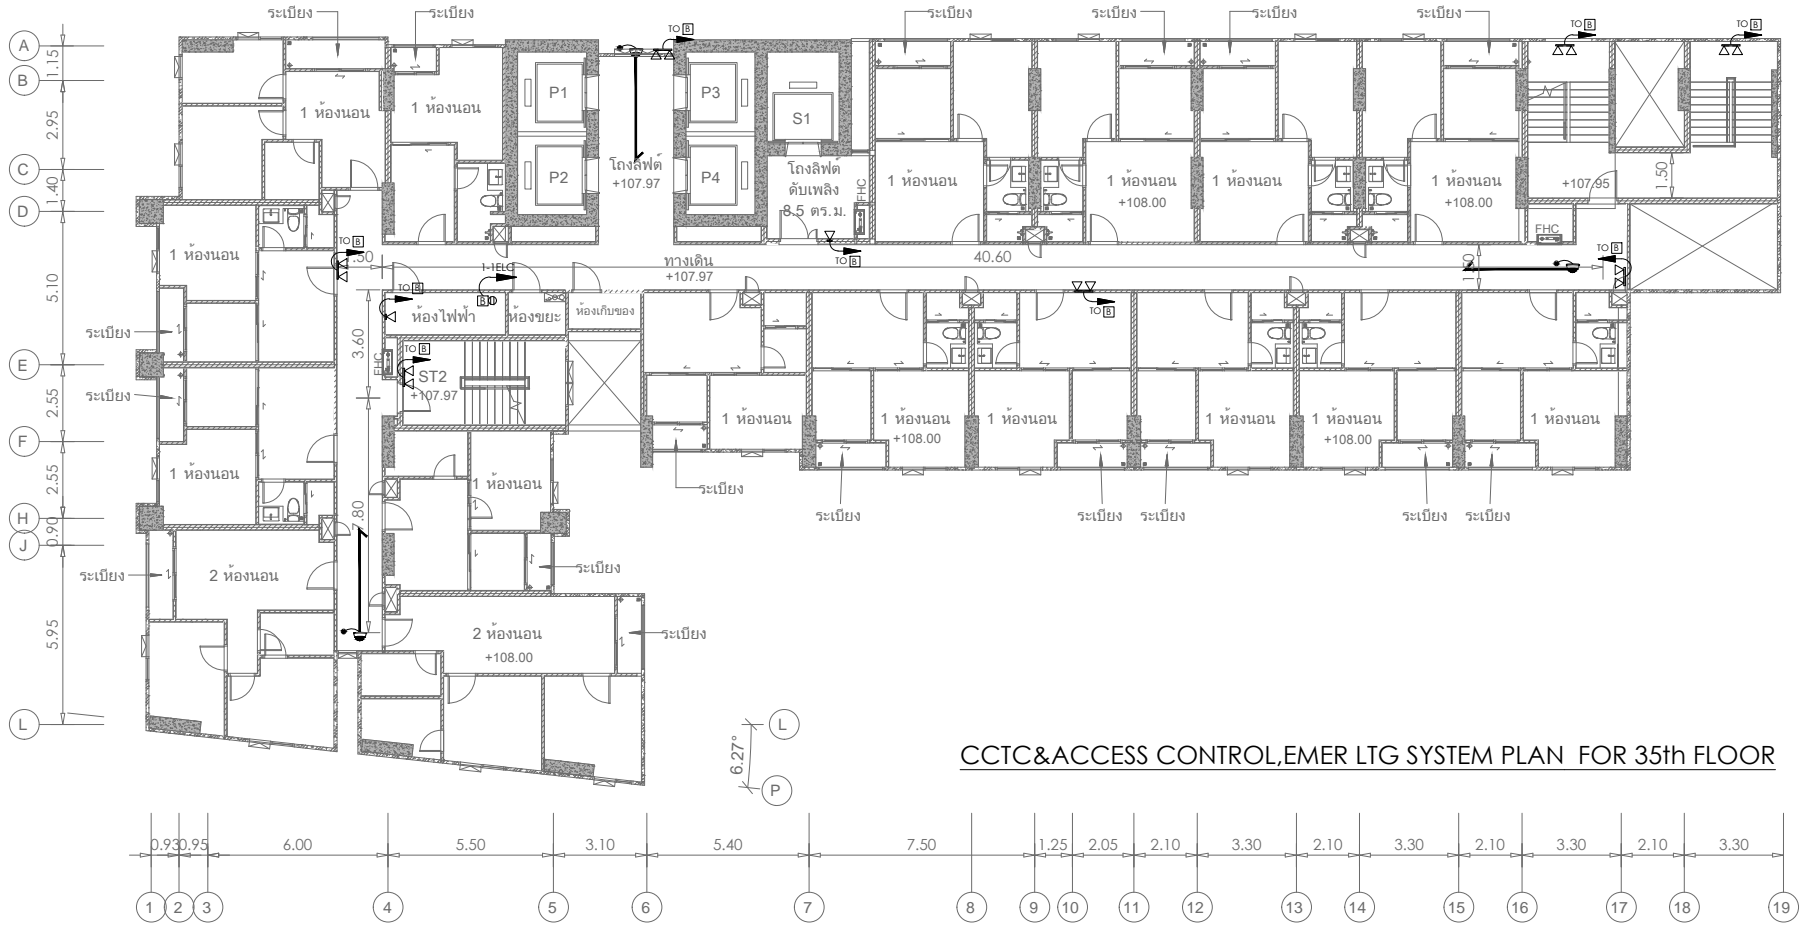 ระเบียง
ระเบียง
ระเบียง
ระเบียง
ระเบียง
ระเบียง
TO B
TO B
TO B
A
1.15
B
2.95
C
1.40
D
5.10
E
2.55
F
2.55
H
0.90
J
5.95
L
P1
P2
P3
P4
S1
1 ห้องนอน
1 ห้องนอน
โถงลิฟต์
+107.97
โถงลิฟต์
ดับเพลิง
8.5 ตร.ม.
FHC
1 ห้องนอน
1 ห้องนอน
+108.00
1 ห้องนอน
1 ห้องนอน
+108.00
+107.95
1.50
FHC
1 ห้องนอน
TO B
1-1ELC
B
ทางเดิน
+107.97
TO B
40.60
TO B
TO B
ห้องไฟฟ้า
ห้องขยะ
ห้องเก็บของ
TO B
ระเบียง
3.60
FHC
TO B
ST2
+107.97
ระเบียง
1 ห้องนอน
1 ห้องนอน
+108.00
1 ห้องนอน
1 ห้องนอน
1 ห้องนอน
+108.00
1 ห้องนอน
1 ห้องนอน
1 ห้องนอน
ระเบียง
ระเบียง
ระเบียง
ระเบียง
ระเบียง
ระเบียง
7.80
ระเบียง
2 ห้องนอน
ระเบียง
2 ห้องนอน
+108.00
ระเบียง
L
6.27°
P
CCTC&ACCESS CONTROL,EMER LTG SYSTEM PLAN FOR 35th FLOOR
0.93 0.95 6.00 5.50 3.10 5.40 7.50 1.25 2.05 2.10 3.30 2.10 3.30 2.10 3.30 2.10 3.30
1 2 3 4 5 6 7 8 9 10 11 12 13 14 15 16 17 18 19